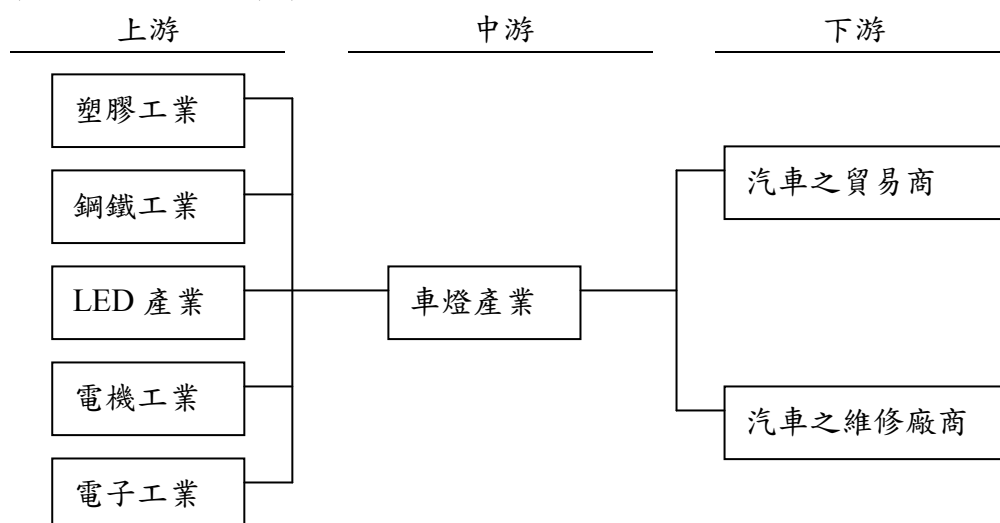 上游 中游 下游
塑膠工業
鋼鐵工業
LED 產業
電機工業
電子工業
車燈產業
汽車之貿易商
汽車之維修廠商